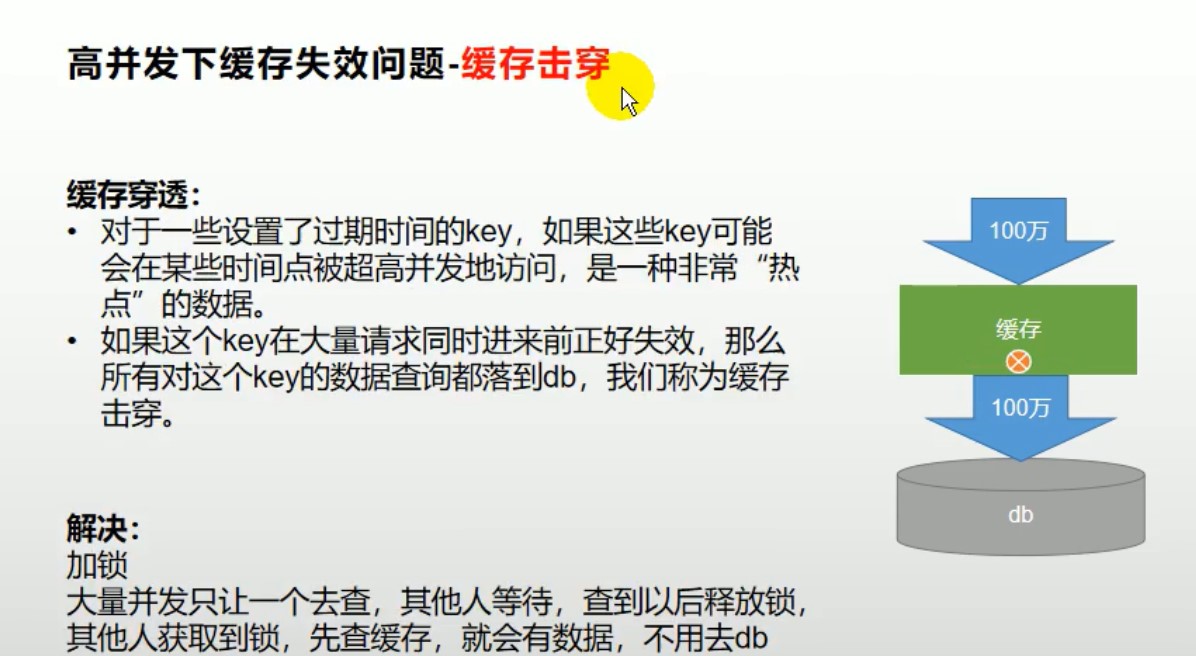 高并发下缓存失效问题-缓存击穿
缓存穿透：
• 对于一些设置了过期时间的key，如果这些key可能
会在某些时间点被超高并发地访问，是一种非常“热
点”的数据。
• 如果这个key在大量请求同时进来前正好失效，那么
所有对这个key的数据查询都落到db，我们称为缓存
击穿。
解决：
加锁
大量并发只让一个去查，其他人等待，查到以后释放锁，
其他人获取到锁，先查缓存，就会有数据，不用去db
100万
缓存
100万
db